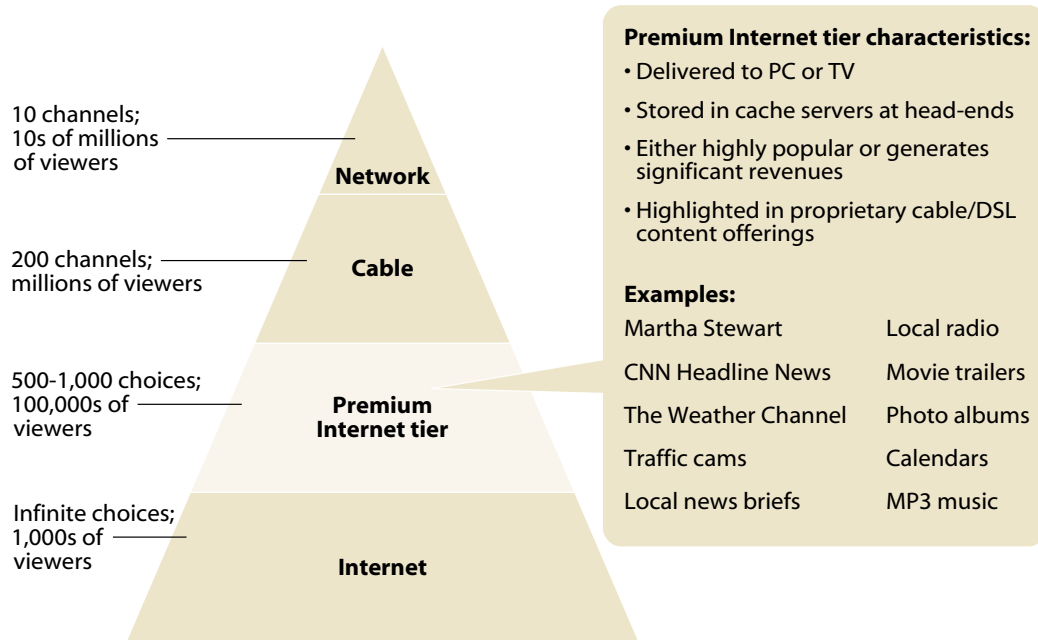 10 channels;
10s of millions
of viewers
Network
200 channels;
millions of viewers
Cable
500-1,000 choices;
100,000s of
viewers
Premium
Internet tier
Infinite choices;
1,000s of
viewers
Internet
Premium Internet tier characteristics:
• Delivered to PC or TV
• Stored in cache servers at head-ends
• Either highly popular or generates
significant revenues
• Highlighted in proprietary cable/DSL
content offerings
Examples:
Martha Stewart
CNN Headline News
The Weather Channel
Traffic cams
Local news briefs
Local radio
Movie trailers
Photo albums
Calendars
MP3 music